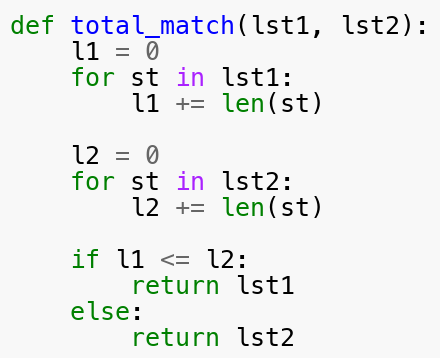 def total_match(lst1, lst2):
    l1 = 0
    for st in lst1:
        l1 += len(st)

    l2 = 0
    for st in lst2:
        l2 += len(st)

    if l1 <= l2:
        return lst1
    else:
        return lst2